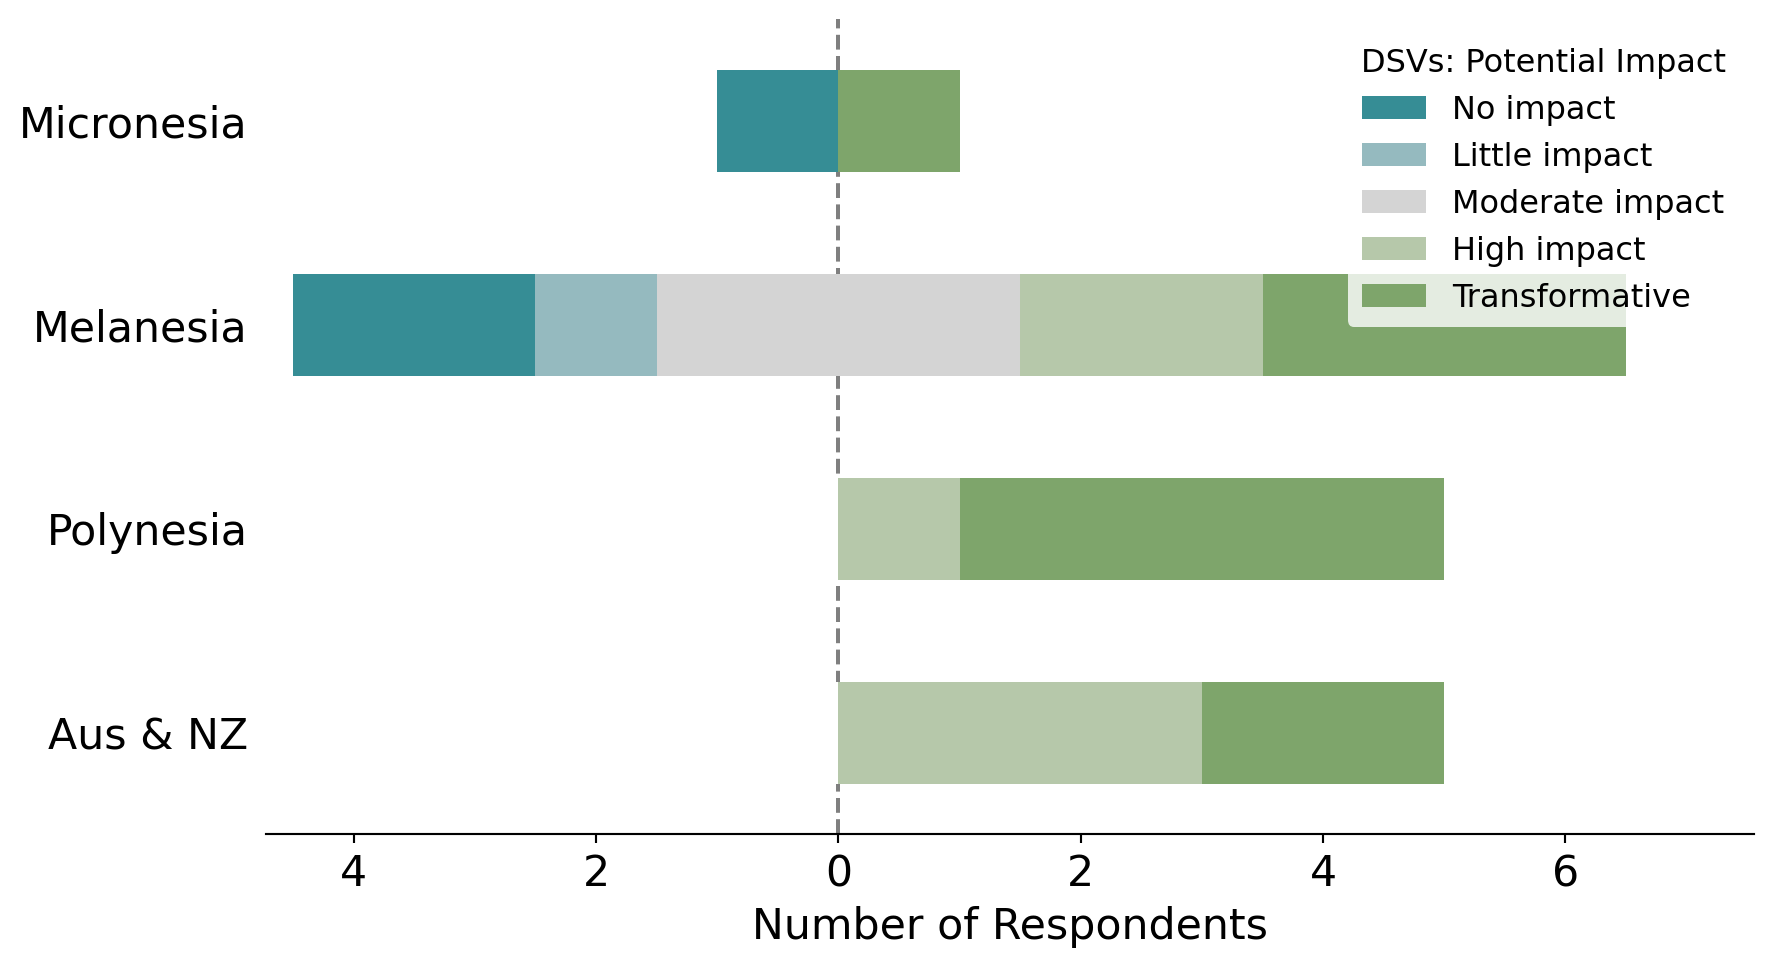 DSVs: Potential Impact
No impact
Little impact
Moderate impact
High impact
Transformative
Micronesia
Melanesia
Polynesia
Aus & NZ
4 2 0 2 4 6
Number of Respondents